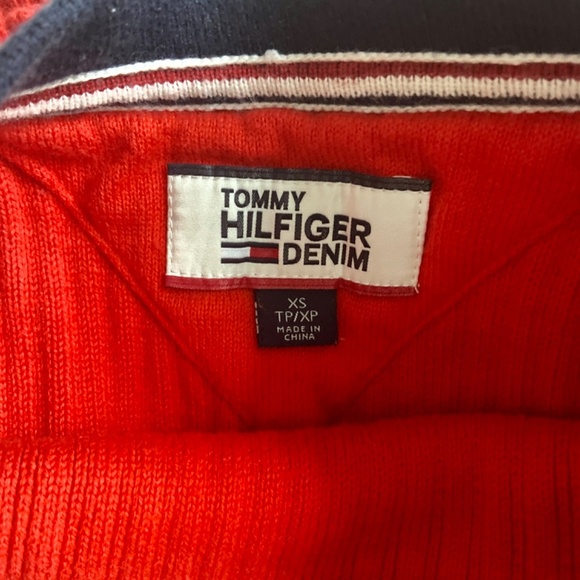 TOMMY
HILFIGER
DENIM
XS
TP/XP
MADE IN
CHINA